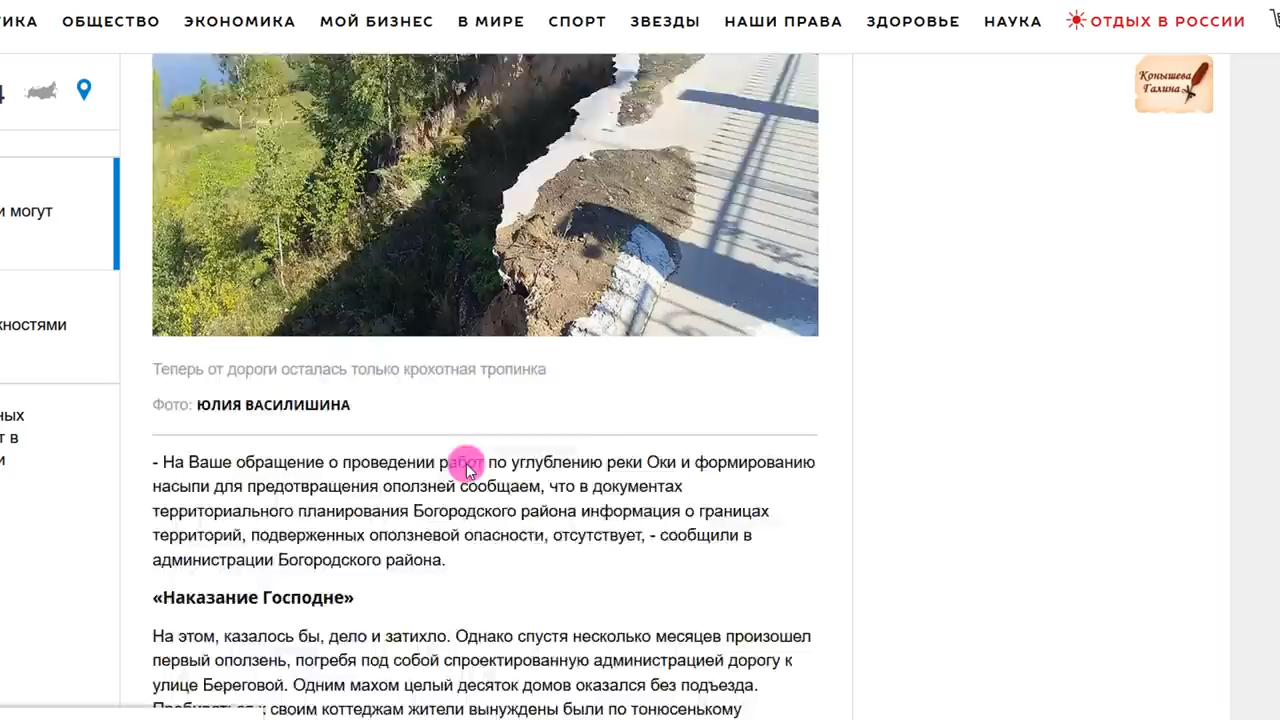 ОБЩЕСТВО ЭКОНОМИКА МОЙ БИЗНЕС В МИРЕ СПОРТ ЗВЕЗДЫ НАШИ ПРАВА ЗДОРОВЬЕ НАУКА ОТДЫХ В РОССИИ
Конышева
Галина
и могут
Теперь от дороги осталась только крохотная тропинка
Фото: ЮЛИЯ ВАСИЛИШИНА
- На Ваше обращение о проведении работ по углублению реки Оки и формированию
насыпи для предотвращения оползней сообщаем, что в документах
территориального планирования Богородского района информация о границах
территорий, подверженных оползневой опасности, отсутствует, - сообщили в
администрации Богородского района.
«Наказание Господне»
На этом, казалось бы, дело и затихло. Однако спустя несколько месяцев произошел
первый оползень, погребя под собой спроектированную администрацией дорогу к
улице Береговой. Одним махом целый десяток домов оказался без подъезда.
своим коттеджам жители вынуждены были по тонюсенькому